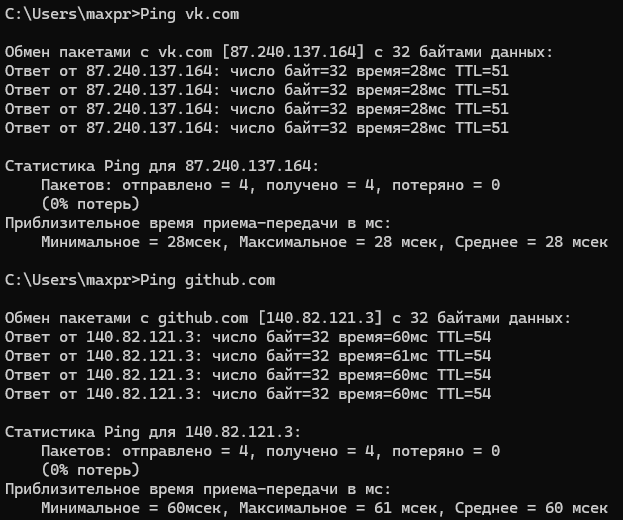 C:\Users\maxpr>Ping vk.com
Обмен пакетами с vk.com [87.240.137.164] с 32 байтами данных:
Ответ от 87.240.137.164: число байт=32 время=28мс TTL=51
Ответ от 87.240.137.164: число байт=32 время=28мс TTL=51
Ответ от 87.240.137.164: число байт=32 время=28мс TTL=51
Ответ от 87.240.137.164: число байт=32 время=28мс TTL=51
Статистика Ping для 87.240.137.164:
Пакетов: отправлено = 4, получено = 4, потеряно = 0
(0% потерь)
Приблизительное время приема-передачи в мс:
Минимальное = 28мсек, Максимальное = 28 мсек, Среднее = 28 мсек
C:\Users\maxpr>Ping github.com
Обмен пакетами с github.com [140.82.121.3] с 32 байтами данных:
Ответ от 140.82.121.3: число байт=32 время=60мс TTL=54
Ответ от 140.82.121.3: число байт=32 время=61мс TTL=54
Ответ от 140.82.121.3: число байт=32 время=60мс TTL=54
Ответ от 140.82.121.3: число байт=32 время=60мс TTL=54
Статистика Ping для 140.82.121.3:
Пакетов: отправлено = 4, получено = 4, потеряно = 0
(0% потерь)
Приблизительное время приема-передачи в мс:
Минимальное = 60мсек, Максимальное = 61 мсек, Среднее = 60 мсек